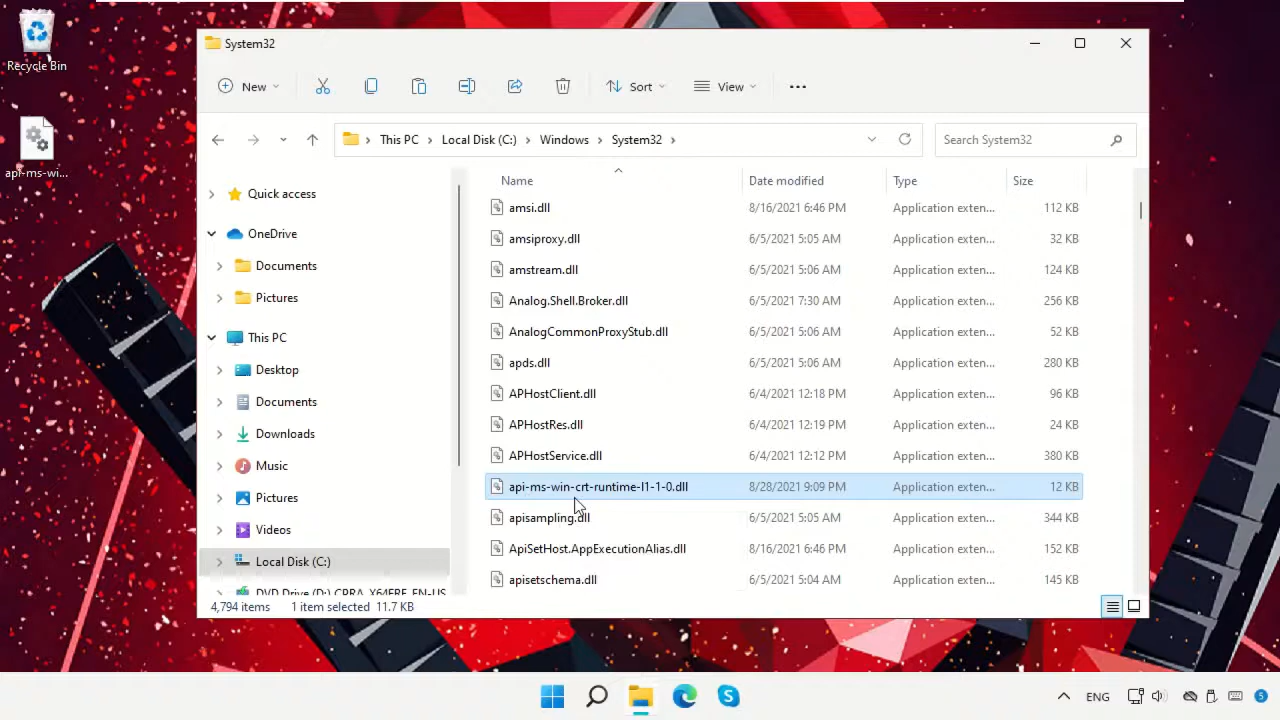 Recycle Bin
api-ms-wi...
System32
New
Sort
View
This PC
Local Disk (C:)
Windows
System32
Search System32
Quick access
OneDrive
Documents
Pictures
This PC
Desktop
Documents
Downloads
Music
Pictures
Videos
Local Disk (C:)
DVD Drive (D:) CPRA_X64FRE_EN-US
Name Date modified Type Size
amsi.dll 8/16/2021 6:46 PM Application exten... 112 KB
amsiproxy.dll 6/5/2021 5:05 AM Application exten... 32 KB
amstream.dll 6/5/2021 5:06 AM Application exten... 124 KB
Analog.Shell.Broker.dll 6/5/2021 7:30 AM Application exten... 256 KB
AnalogCommonProxyStub.dll 6/5/2021 5:06 AM Application exten... 52 KB
apds.dll 6/5/2021 5:06 AM Application exten... 280 KB
APHostClient.dll 6/4/2021 12:18 PM Application exten... 96 KB
APHostRes.dll 6/4/2021 12:19 PM Application exten... 24 KB
APHostService.dll 6/4/2021 12:12 PM Application exten... 380 KB
api-ms-win-crt-runtime-l1-1-0.dll 8/28/2021 9:09 PM Application exten... 12 KB
apisampling.dll 6/5/2021 5:05 AM Application exten... 344 KB
ApiSetHost.AppExecutionAlias.dll 8/16/2021 6:46 PM Application exten... 152 KB
apisetschema.dll 6/5/2021 5:04 AM Application exten... 145 KB
4,794 items 1 item selected 11.7 KB
ENG
5